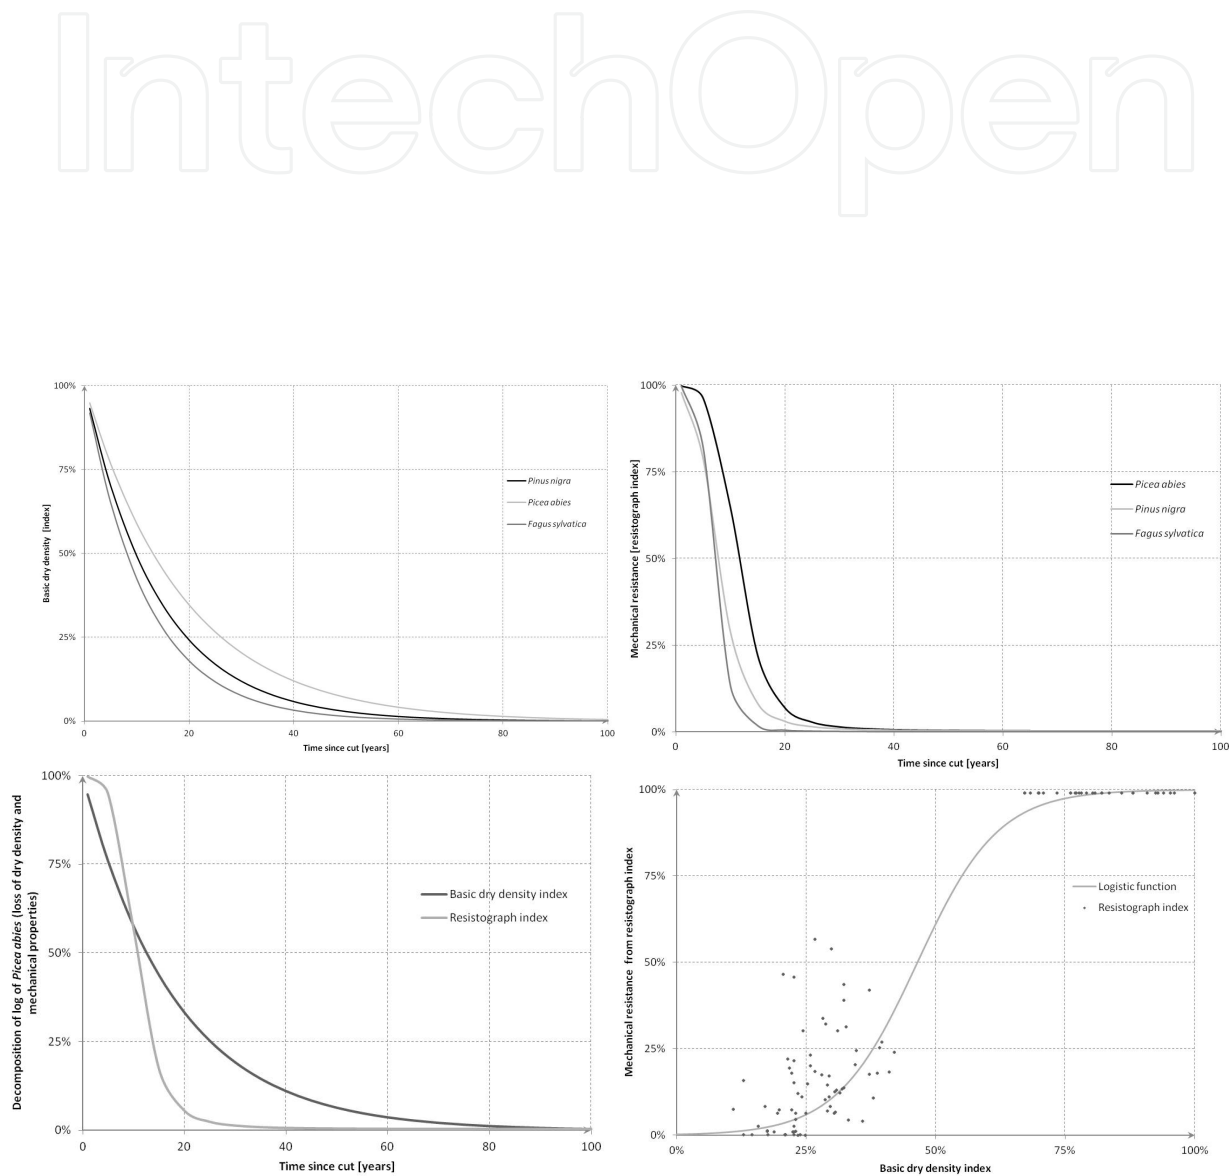 IntechOpen
100%
75%
50%
25%
0%
0
20
40
60
80
100
Basic dry density [index]
Time since cut [years]
Pinus nigra
Picea abies
Fagus sylvatica
100%
75%
50%
25%
0%
0
20
40
60
80
100
Mechanical resistance [resistograph index]
Time since cut [years]
Picea abies
Pinus nigra
Fagus sylvatica
100%
75%
50%
25%
0%
0
20
40
60
80
100
Decomposition of log of Picea abies (loss of dry density and
mechanical properties)
Time since cut [years]
Basic dry density index
Resistograph index
100%
75%
50%
25%
0%
0%
25%
50%
75%
100%
Mechanical resistance from resistograph index
Basic dry density index
Logistic function
Resistograph index